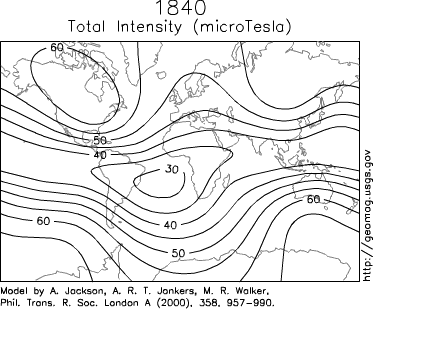 1840
Total Intensity (microTesla)
60
50
40
30
60
60
40
50
http://geomag.usgs.gov
Model by A. Jackson, A. R. T. Jonkers, M. R. Walker,
Phil. Trans. R. Soc. London A (2000), 358, 957-990.